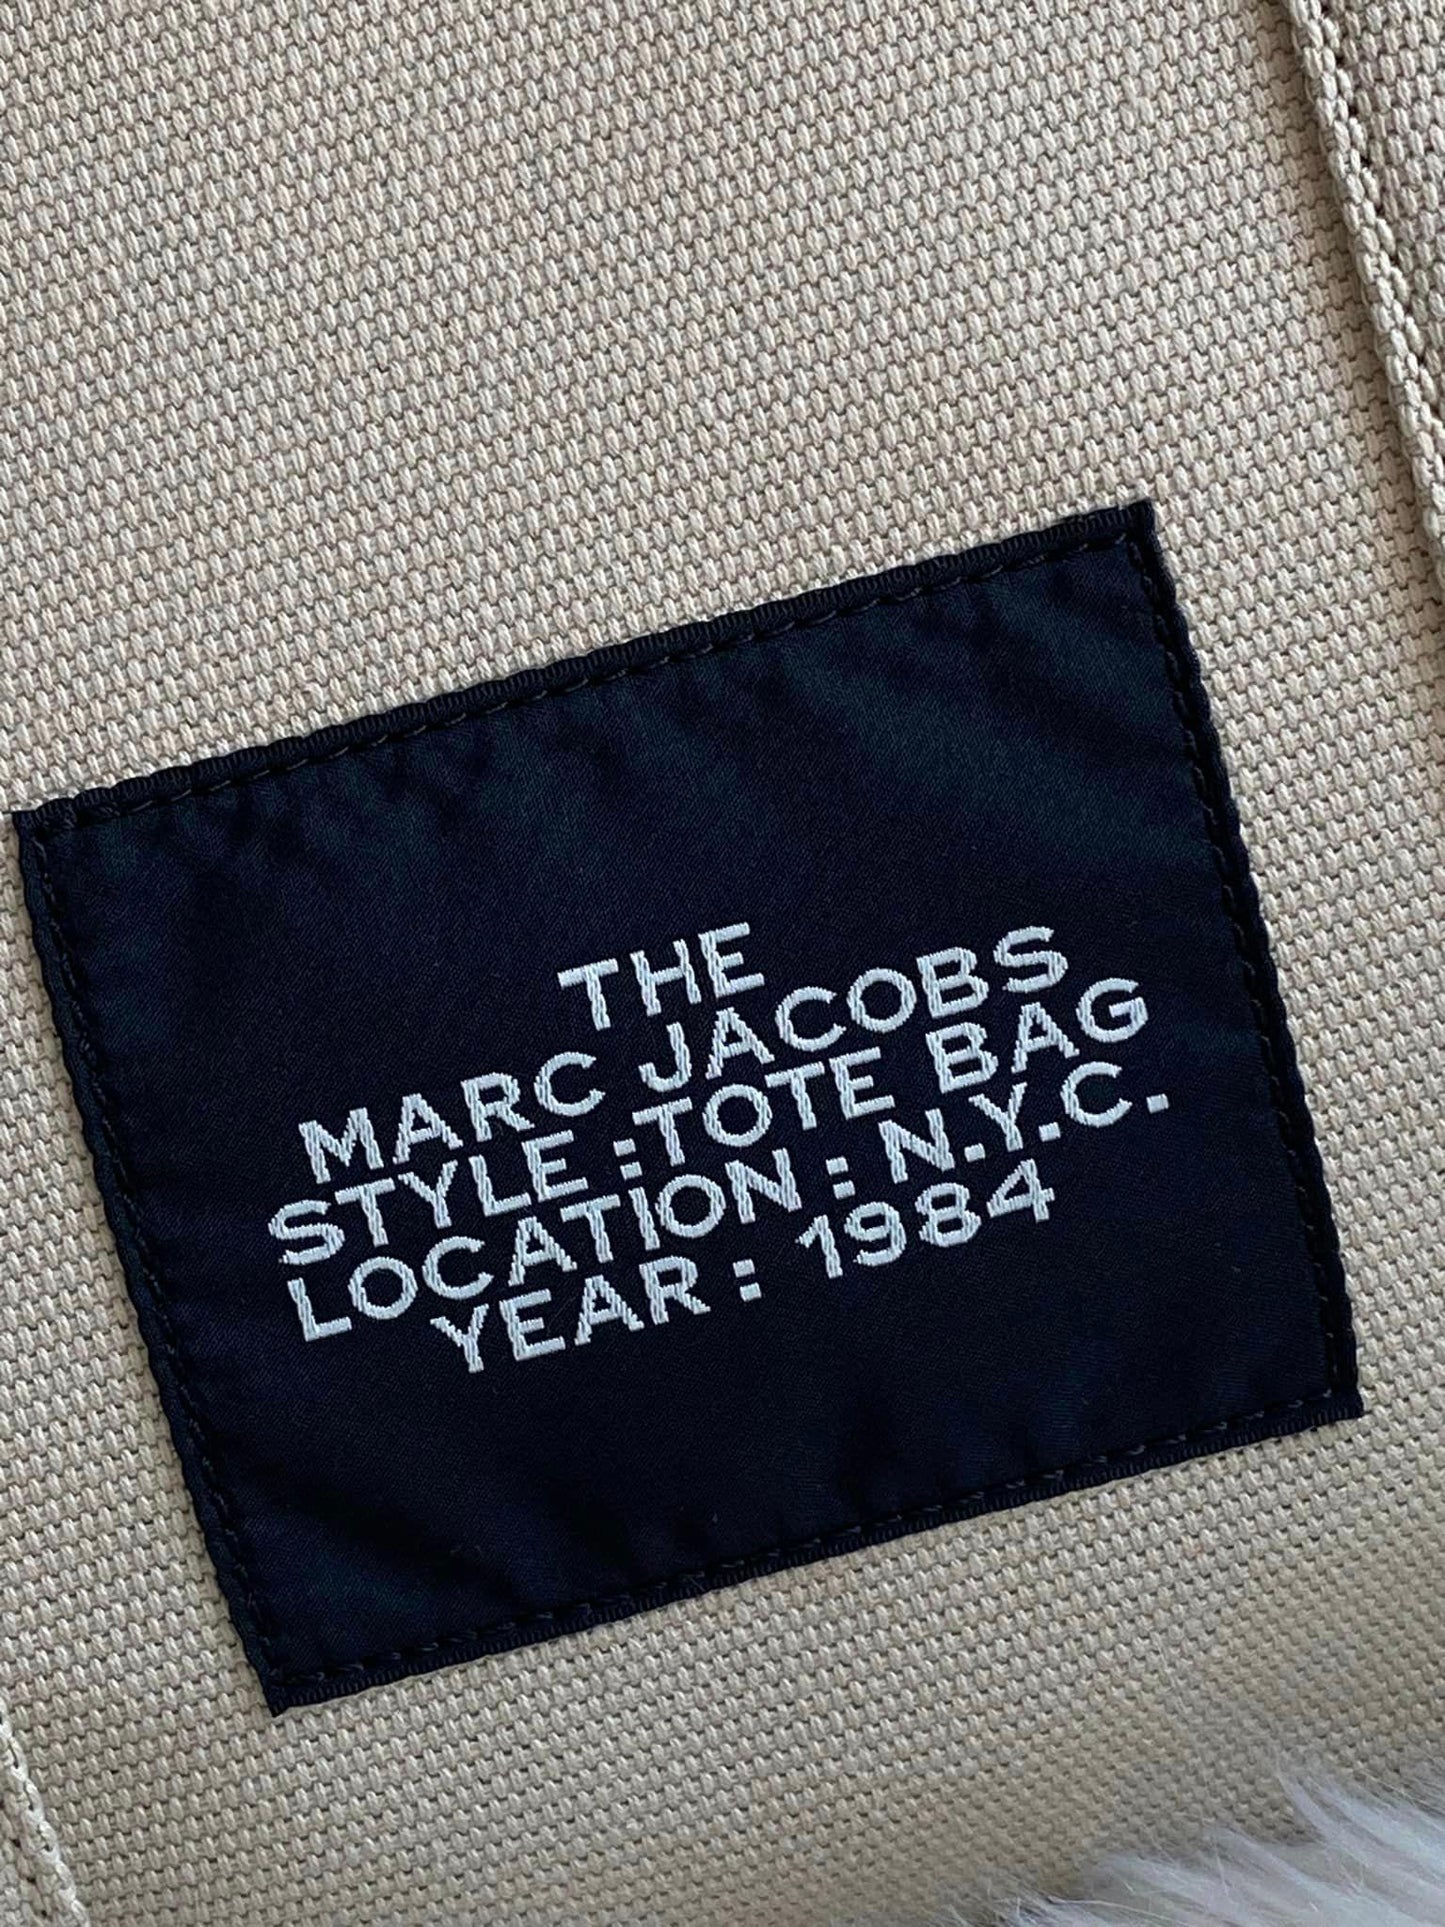 THE
MARC JACOBS
STYLE :TOTE BAG
LOCATION : N.Y.C.
YEAR : 1984